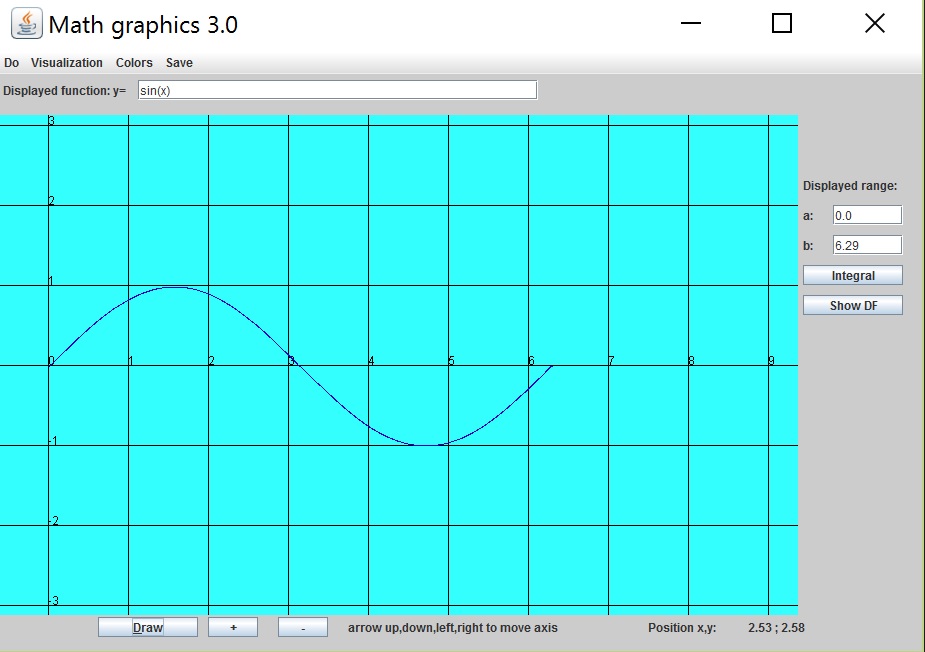 Math graphics 3.0
Do Visualization Colors Save
Displayed function: y= sin(x)
3
2
1
0 1 2 3 4 5 6 7 8 9
-1
-2
-3
Displayed range:
a: 0.0
b: 6.29
Integral
Show DF
Draw + - arrow up,down,left,right to move axis Position x,y: 2.53 ; 2.58